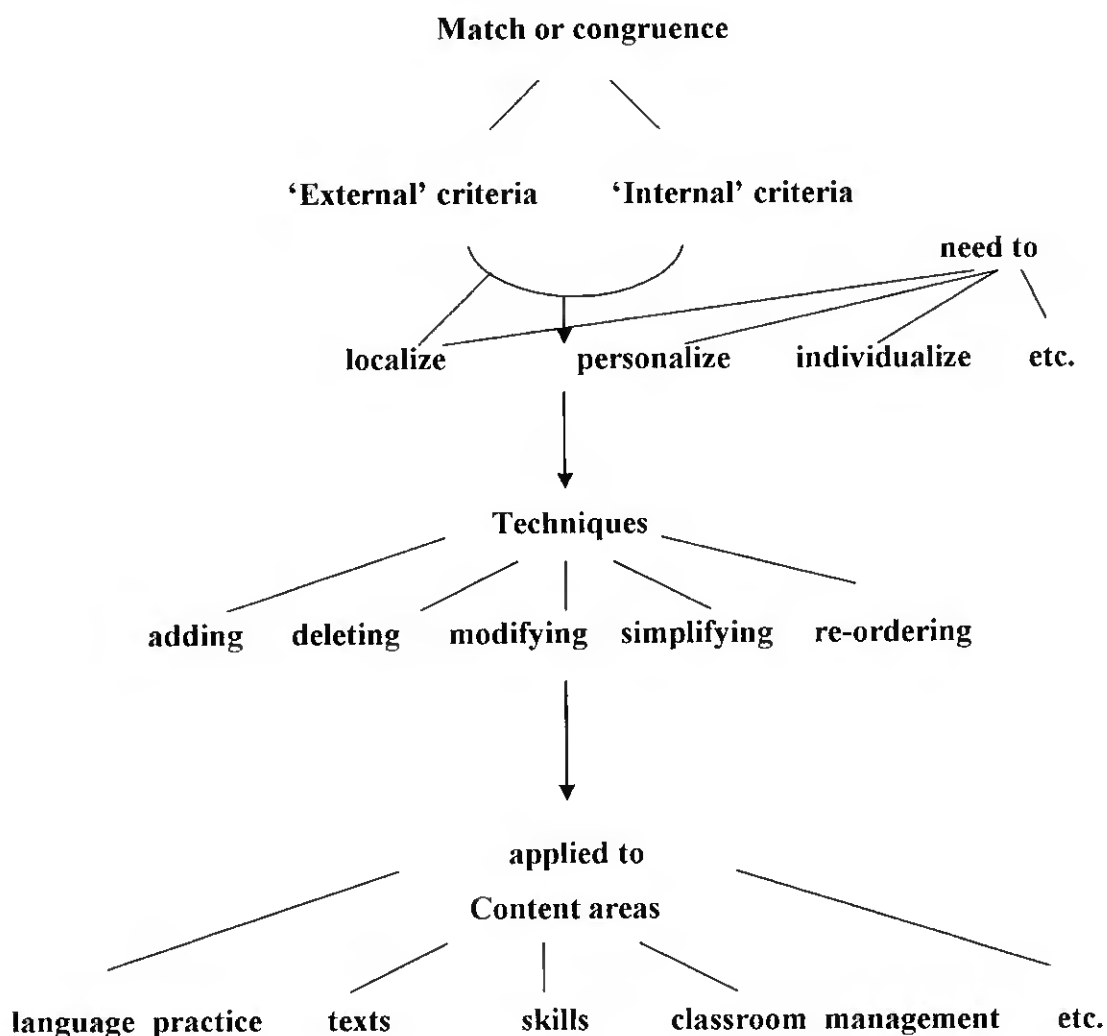 Match or congruence
‘External’ criteria ‘Internal’ criteria
need to
localize personalize individualize etc.
Techniques
adding deleting modifying simplifying re-ordering
applied to
Content areas
language practice texts skills classroom management etc.